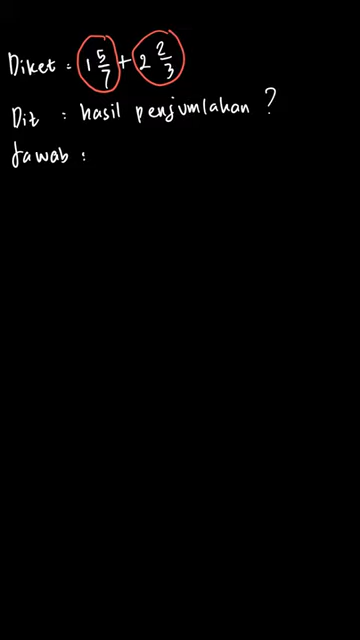 Diket = 1 5/7 + 2 2/3
Dit : hasil penjumlahan ?
Jawab :